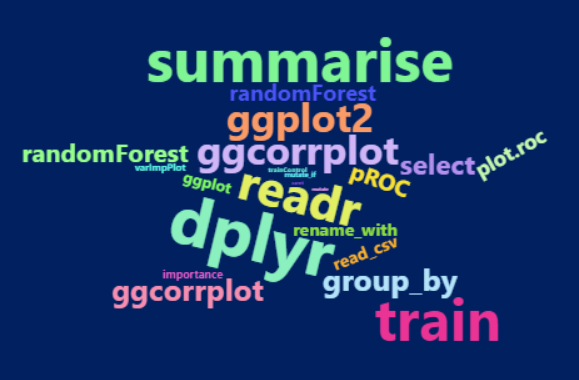 summarise
randomForest
ggplot2
randomForest
ggcorrplot
select
plot.roc
varImpPlot
trainControl
mutate_if
ggplot
readr
pROC
dplyr
rename_with
read_csv
importance
ggcorrplot
group_by
train